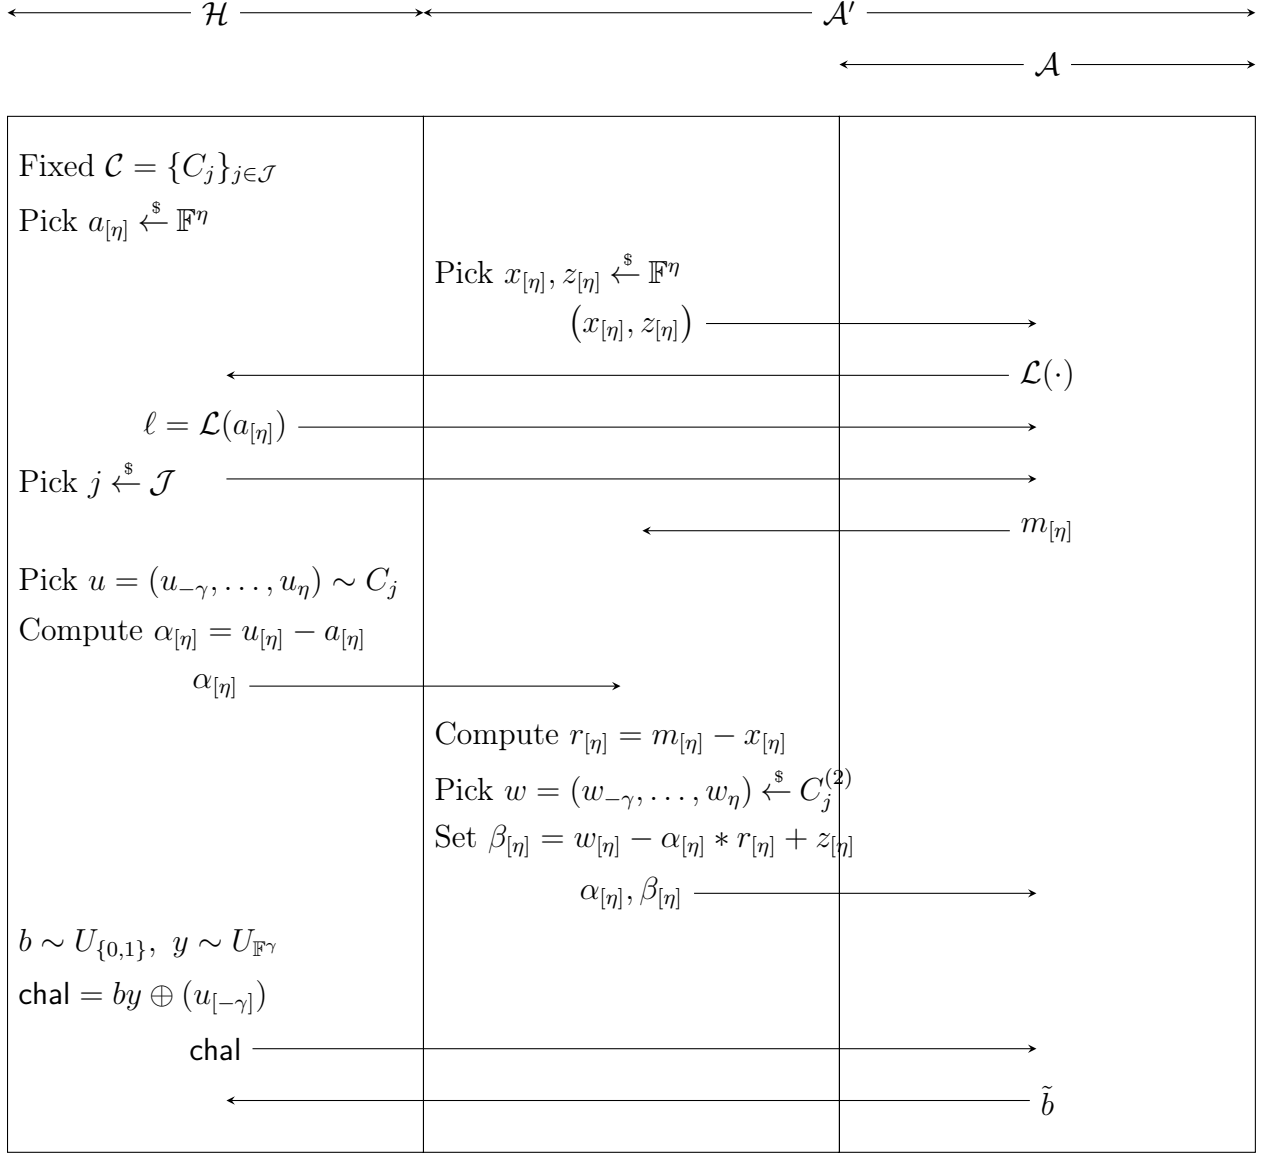 ℋ 𝒜′
𝒜
Fixed 𝒞 = {C_j}_{j∈𝒥}
Pick a_{[η]} ←$ 𝔽^η
Pick x_{[η]}, z_{[η]} ←$ 𝔽^η
(x_{[η]}, z_{[η]})
ℒ(·)
ℓ = ℒ(a_{[η]})
Pick j ←$ 𝒥
m_{[η]}
Pick u = (u_{−γ}, …, u_η) ∼ C_j
Compute α_{[η]} = u_{[η]} − a_{[η]}
α_{[η]}
Compute r_{[η]} = m_{[η]} − x_{[η]}
Pick w = (w_{−γ}, …, w_η) ←$ C_j^{(2)}
Set β_{[η]} = w_{[η]} − α_{[η]} ∗ r_{[η]} + z_{[η]}
α_{[η]}, β_{[η]}
b ∼ U_{{0,1}}, y ∼ U_{𝔽^γ}
chal = by ⊕ (u_{[−γ]})
chal
b̃